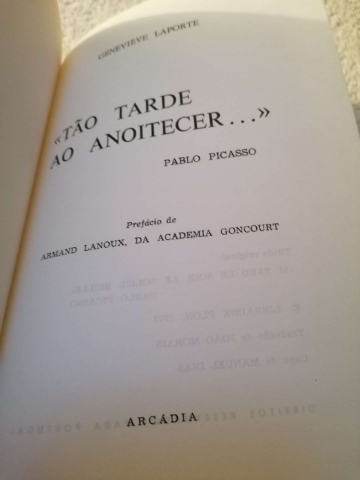 GENEVIÈVE LAPORTE
«TÃO TARDE
AO ANOITECER...»
PABLO PICASSO
Prefácio de
ARMAND LANOUX, DA ACADEMIA GONCOURT
ARCÁDIA